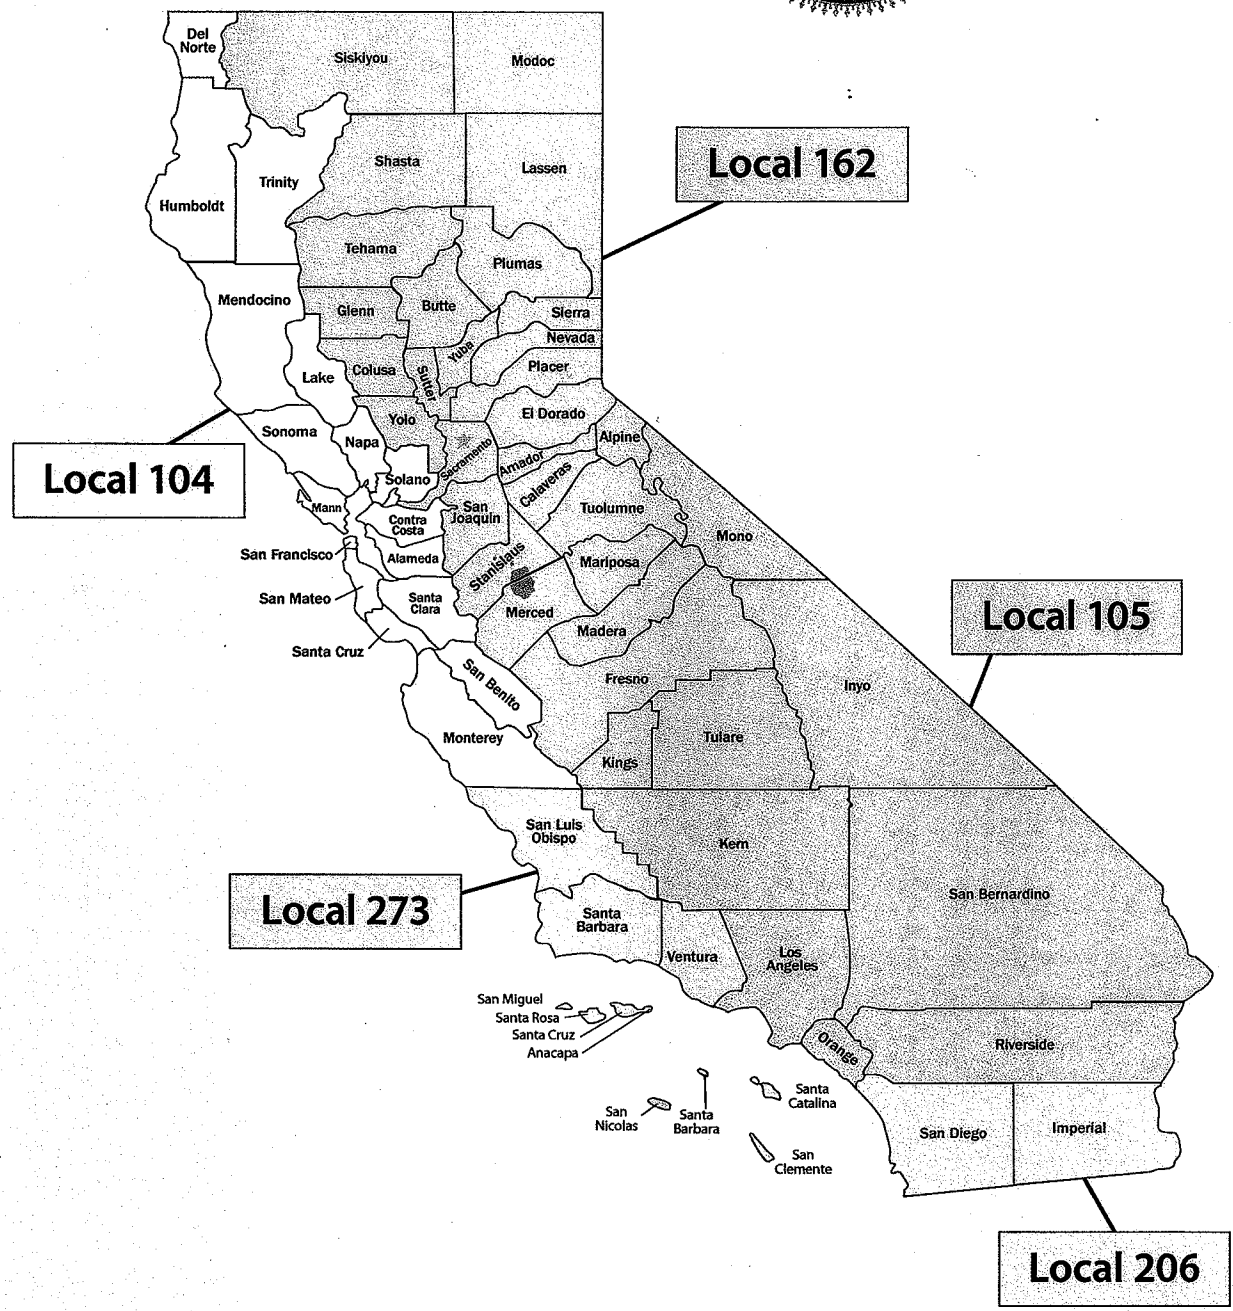 Del
Norte
Siskiyou
Modoc
Shasta
Lassen
Local 162
Trinity
Humboldt
Tehama
Plumas
Mendocino
Glenn
Butte
Sierra
Nevada
Yuba
Placer
Colusa
Sutter
Lake
El Dorado
Yolo
Sonoma
Napa
Alpine
Sacramento
Amador
Local 104
Solano
Calaveras
Marin
San
Joaquin
Tuolumne
Contra
Costa
Mono
San Francisco
Alameda
Stanislaus
Mariposa
San Mateo
Santa
Clara
Merced
Local 105
Madera
Santa Cruz
San Benito
Fresno
Inyo
Monterey
Tulare
Kings
San Luis
Obispo
Kern
San Bernardino
Local 273
Santa
Barbara
Ventura
Los
Angeles
San Miguel
Santa Rosa
Santa Cruz
Anacapa
Orange
Riverside
San
Nicolas
Santa
Barbara
Santa
Catalina
San Diego
Imperial
San
Clemente
Local 206